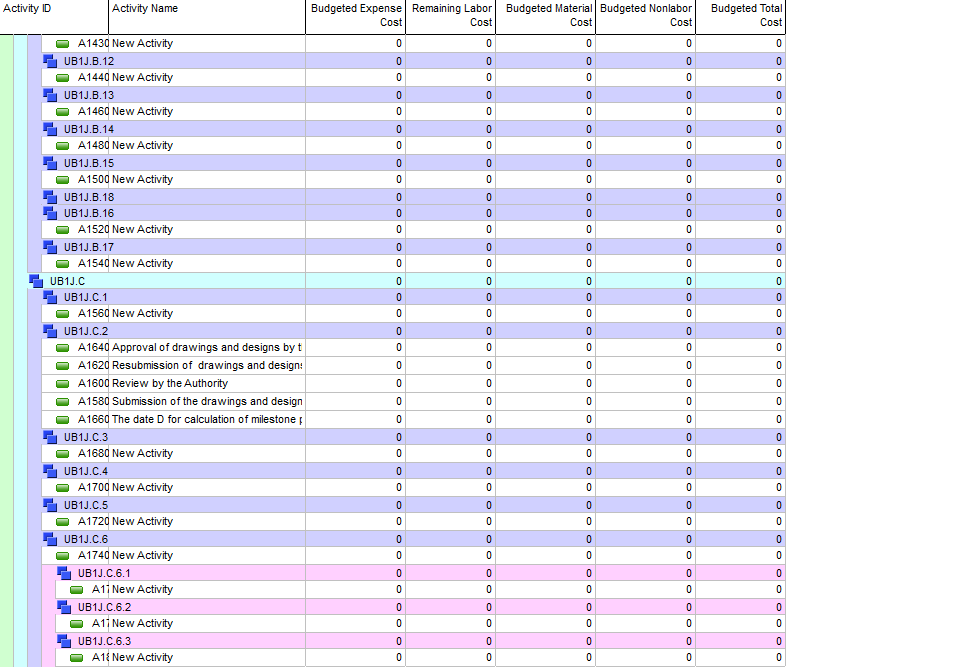 Activity ID Activity Name Budgeted Expense Cost Remaining Labor Cost Budgeted Material Cost Budgeted Nonlabor Cost Budgeted Total Cost
A1430 New Activity 0 0 0 0 0
UB1J.B.12 0 0 0 0 0
A1440 New Activity 0 0 0 0 0
UB1J.B.13 0 0 0 0 0
A1460 New Activity 0 0 0 0 0
UB1J.B.14 0 0 0 0 0
A1480 New Activity 0 0 0 0 0
UB1J.B.15 0 0 0 0 0
A1500 New Activity 0 0 0 0 0
UB1J.B.18 0 0 0 0 0
UB1J.B.16 0 0 0 0 0
A1520 New Activity 0 0 0 0 0
UB1J.B.17 0 0 0 0 0
A1540 New Activity 0 0 0 0 0
UB1J.C 0 0 0 0 0
UB1J.C.1 0 0 0 0 0
A1560 New Activity 0 0 0 0 0
UB1J.C.2 0 0 0 0 0
A1640 Approval of drawings and designs by t 0 0 0 0 0
A1620 Resubmission of drawings and designs 0 0 0 0 0
A1600 Review by the Authority 0 0 0 0 0
A1580 Submission of the drawings and design 0 0 0 0 0
A1660 The date D for calculation of milestone p 0 0 0 0 0
UB1J.C.3 0 0 0 0 0
A1680 New Activity 0 0 0 0 0
UB1J.C.4 0 0 0 0 0
A1700 New Activity 0 0 0 0 0
UB1J.C.5 0 0 0 0 0
A1720 New Activity 0 0 0 0 0
UB1J.C.6 0 0 0 0 0
A1740 New Activity 0 0 0 0 0
UB1J.C.6.1 0 0 0 0 0
A17 New Activity 0 0 0 0 0
UB1J.C.6.2 0 0 0 0 0
A17 New Activity 0 0 0 0 0
UB1J.C.6.3 0 0 0 0 0
A18 New Activity 0 0 0 0 0